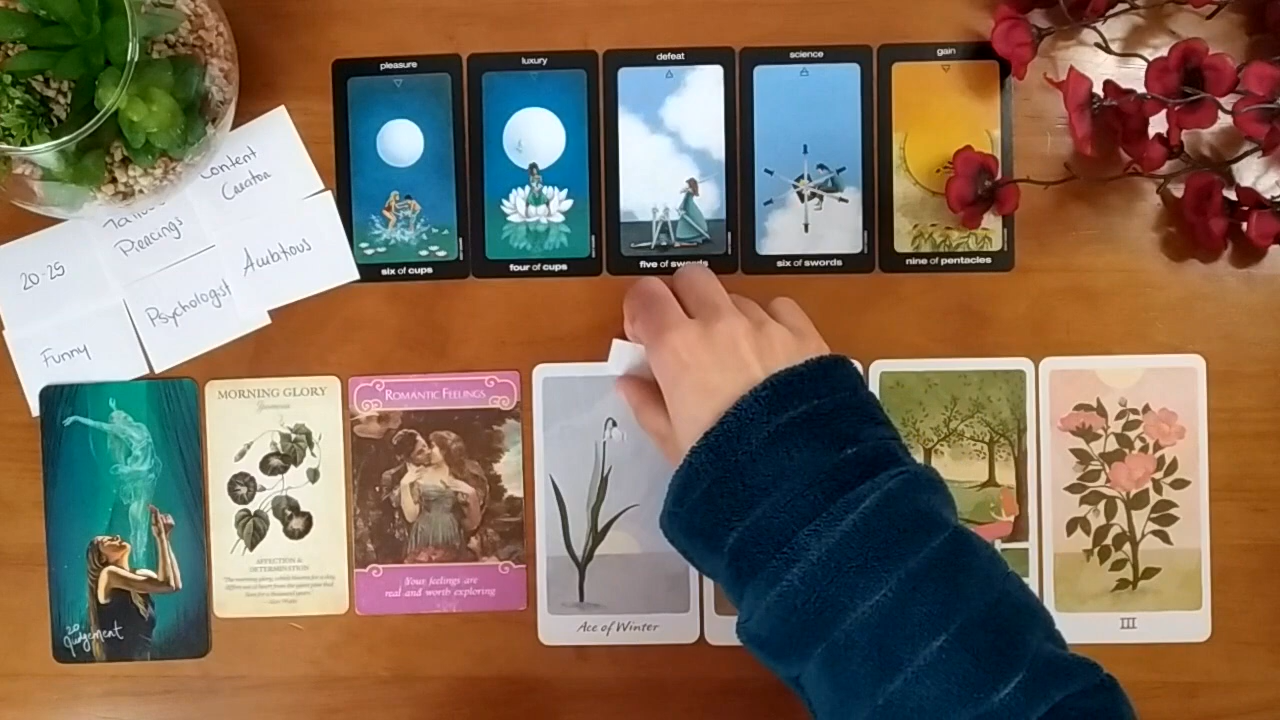 pleasure
six of cups
luxury
four of cups
defeat
five of swords
science
six of swords
gain
nine of pentacles
Content
Creator
Piercings
20-25
Ambitious
Psychologist
Funny
20.
Judgement
MORNING GLORY
AFFECTION &
DETERMINATION
ROMANTIC FEELINGS
Your feelings are
real and worth exploring
Ace of Winter
III